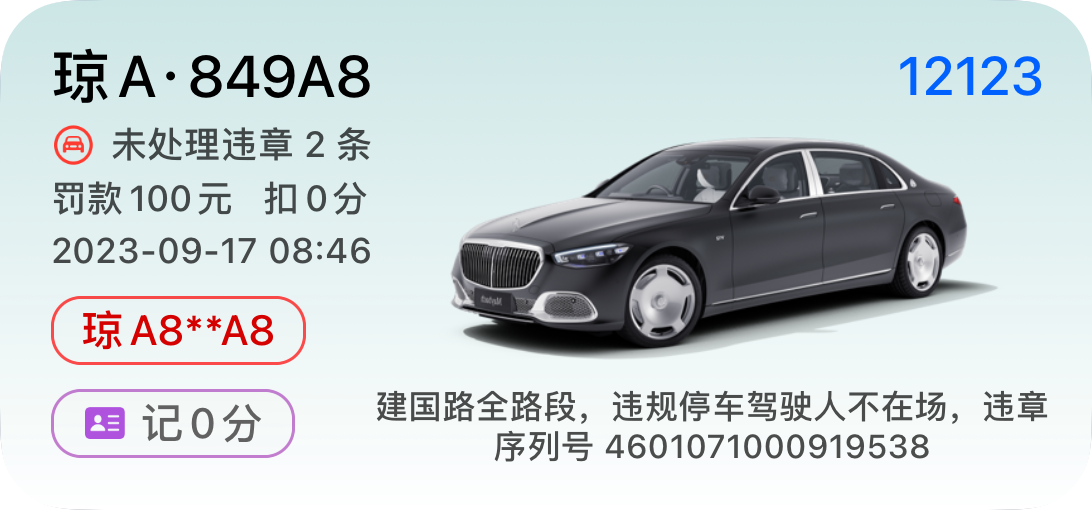 琼A·849A8
12123
未处理违章 2 条
罚款100元 扣0分
2023-09-17 08:46
琼A8**A8
记0分
建国路全路段，违规停车驾驶人不在场，违章
序列号 4601071000919538